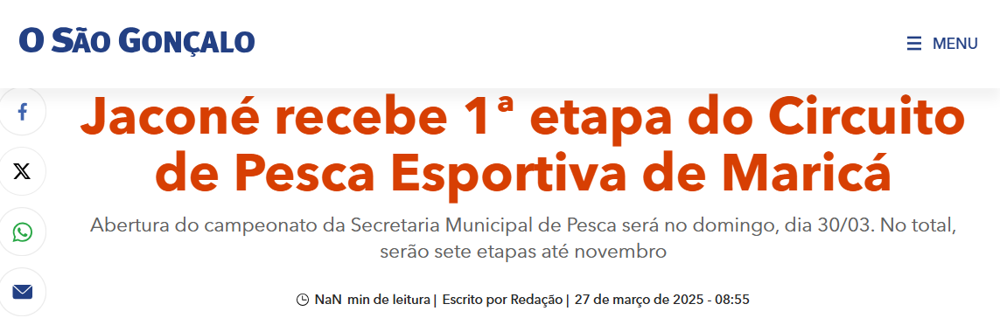 O SÃO GONÇALO
MENU
Jaconé recebe 1ª etapa do Circuito
de Pesca Esportiva de Maricá
Abertura do campeonato da Secretaria Municipal de Pesca será no domingo, dia 30/03. No total,
serão sete etapas até novembro
NaN min de leitura | Escrito por Redação | 27 de março de 2025 - 08:55